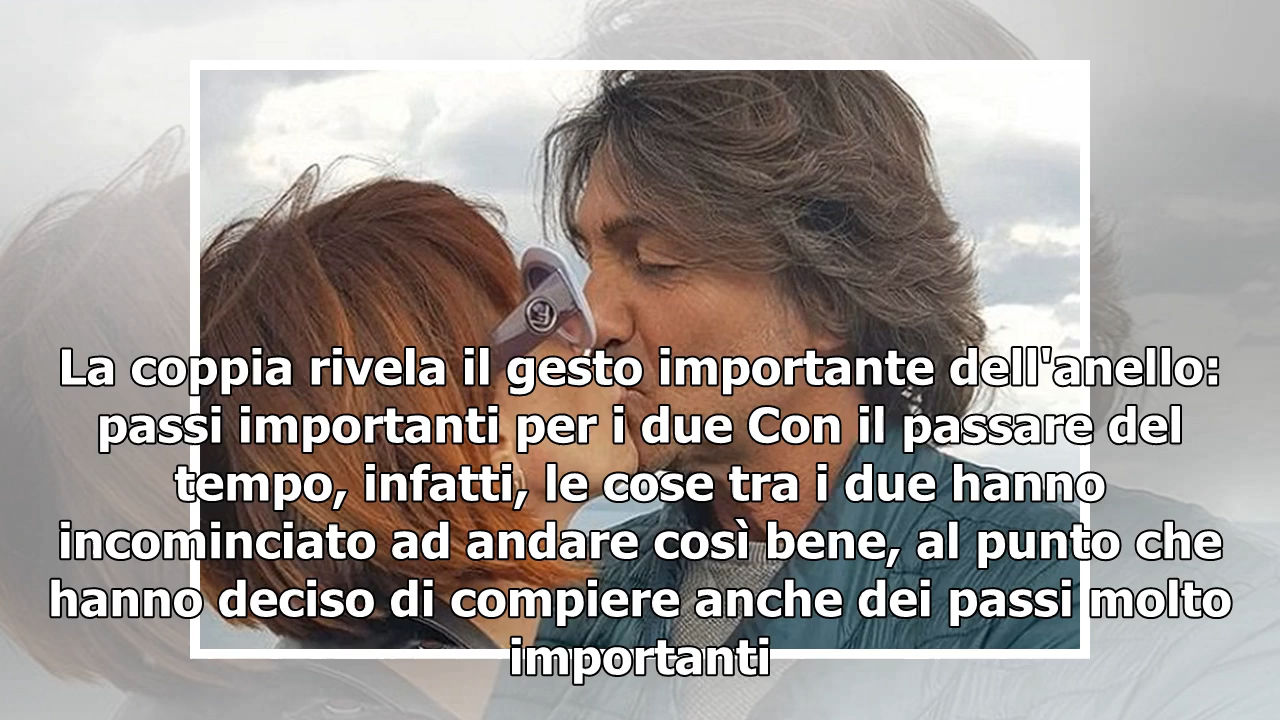 La coppia rivela il gesto importante dell'anello:
passi importanti per i due Con il passare del
tempo, infatti, le cose tra i due hanno
incominciato ad andare così bene, al punto che
hanno deciso di compiere anche dei passi molto
importanti